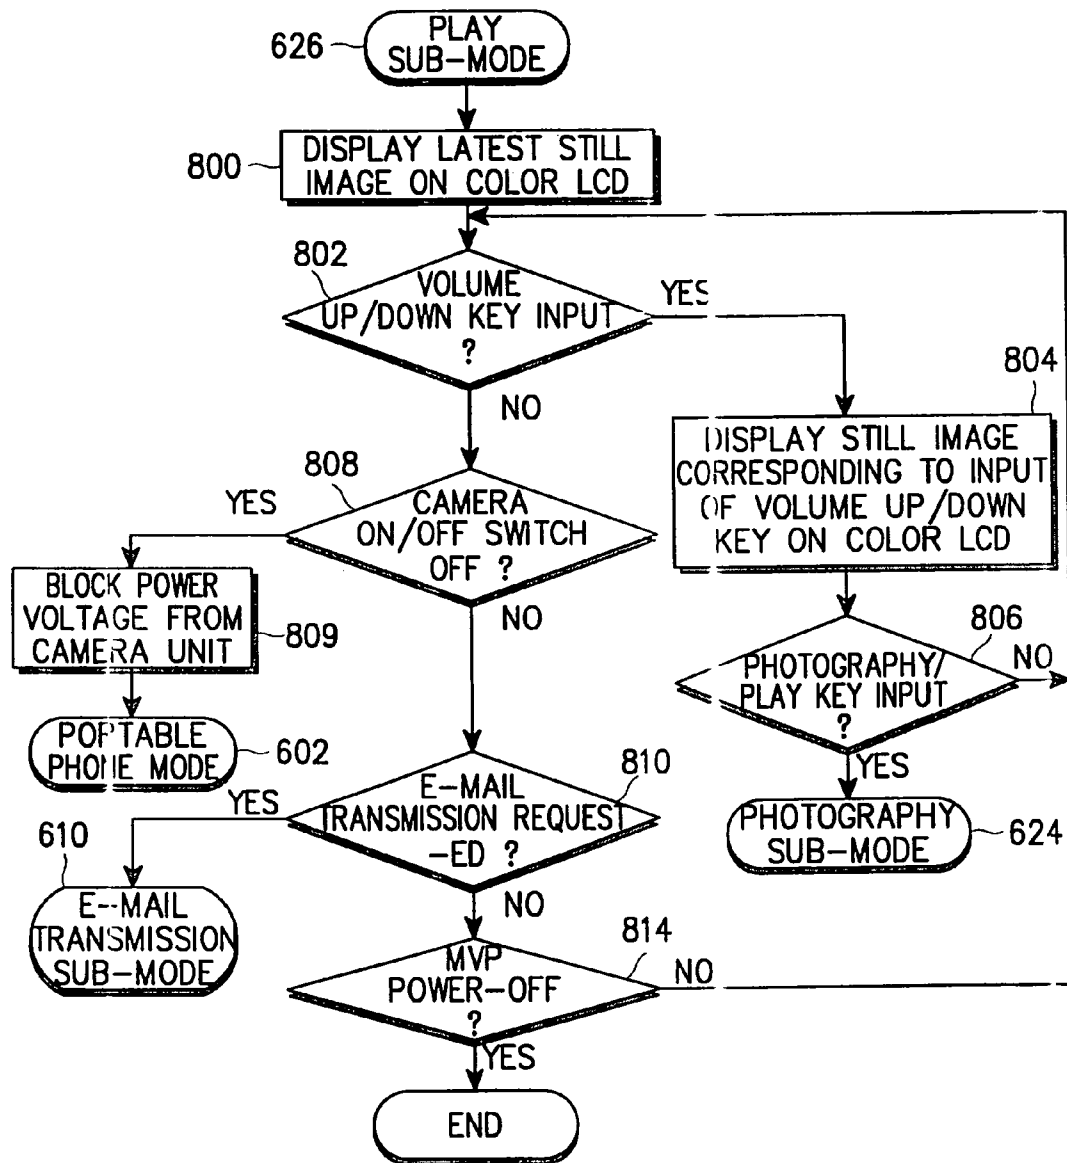 PLAY
SUB-MODE
626
DISPLAY LATEST STILL
IMAGE ON COLOR LCD
800
802
VOLUME
UP/DOWN KEY INPUT
?
YES
NO
804
DISPLAY STILL IMAGE
CORRESPONDING TO INPUT
OF VOLUME UP/DOWN
KEY ON COLOR LCD
808
YES
CAMERA
ON/OFF SWITCH
OFF ?
NO
BLOCK POWER
VOLTAGE FROM
CAMERA UNIT
809
806
PHOTOGRAPHY/
PLAY KEY INPUT
?
NO
YES
PORTABLE
PHONE MODE
602
PHOTOGRAPHY
SUB-MODE
624
810
YES
E-MAIL
TRANSMISSION REQUEST
-ED ?
NO
610
E-MAIL
TRANSMISSION
SUB-MODE
814
MVP
POWER-OFF
?
NO
YES
END